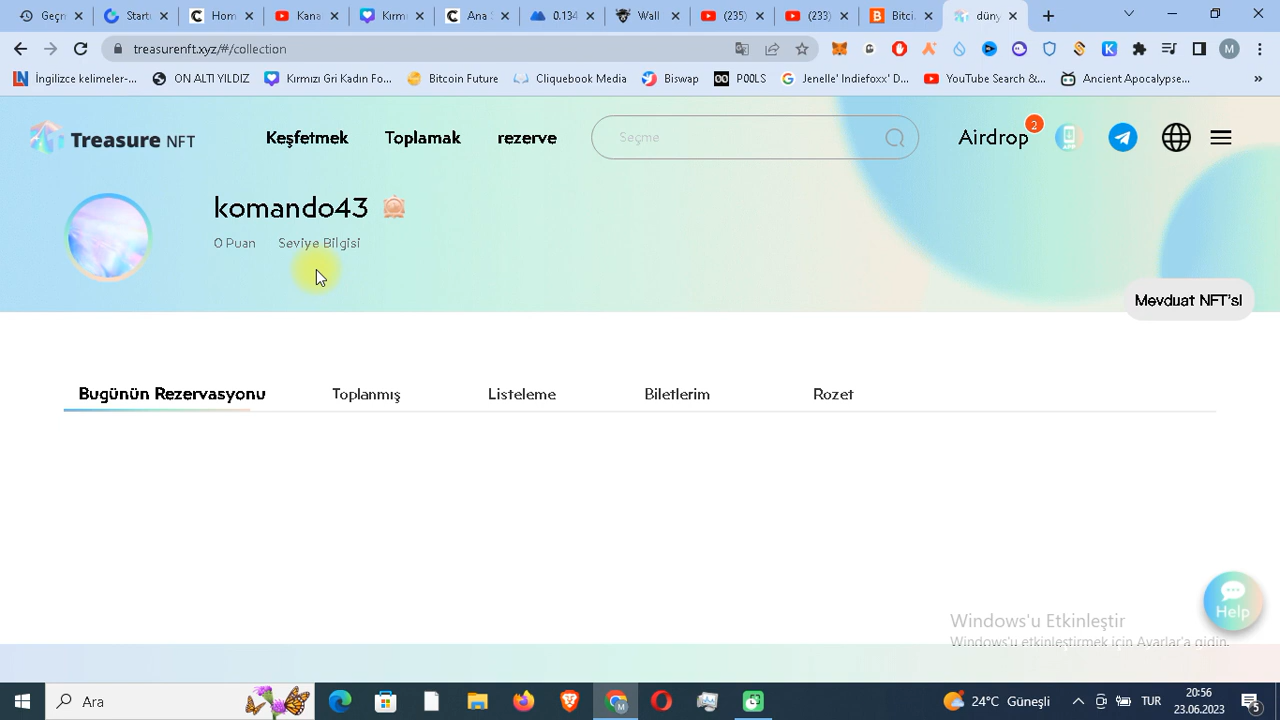 Geçm
Start
Horr
Kana
Kırm
Ana S
0.134
Wall
(235)
(233)
Bitci.
düny
treasurenft.xyz/#/collection
M
İngilizce kelimeler-...
ON ALTI YILDIZ
Kırmızı Gri Kadın Fo...
Bitcoin Future
Cliquebook Media
Biswap
P00LS
Jenelle' Indiefoxx' D...
YouTube Search &...
Ancient Apocalypse...
»
Treasure NFT
Keşfetmek
Toplamak
rezerve
Seçme
Airdrop
2
komando43
0 Puan
Seviye Bilgisi
Mevduat NFT'sI
Bugünün Rezervasyonu
Toplanmış
Listeleme
Biletlerim
Rozet
Help
Windows'u Etkinleştir
Windows'u etkinleştirmek için Ayarlar'a gidin.
Ara
24°C Güneşli
TUR
20:56
23.06.2023
5